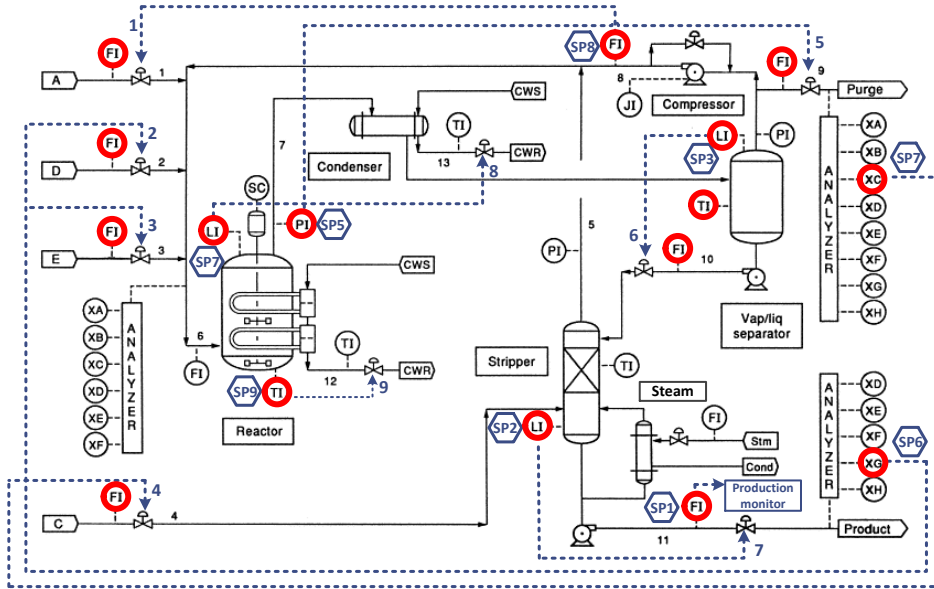 1
5
FI
SP8
FI
FI
A
1
8
9
Purge
JI
Compressor
CWS
2
FI
D
2
7
TI
13
CWR
Condenser
8
LI
SP3
PI
XA
XB
XC
XD
XE
XF
XG
XH
ANALYZER
SP7
SC
3
FI
E
3
LI
SP7
PI
SP5
5
PI
TI
6
FI
10
Vap/liq
separator
CWS
XA
XB
XC
XD
XE
XF
ANALYZER
6
FI
TI
12
CWR
9
SP9
TI
Reactor
Stripper
TI
Steam
FI
Stm
Cond
SP2
LI
XD
XE
XF
XG
XH
ANALYZER
SP6
4
FI
C
4
SP1
FI
Production
monitor
11
7
Product